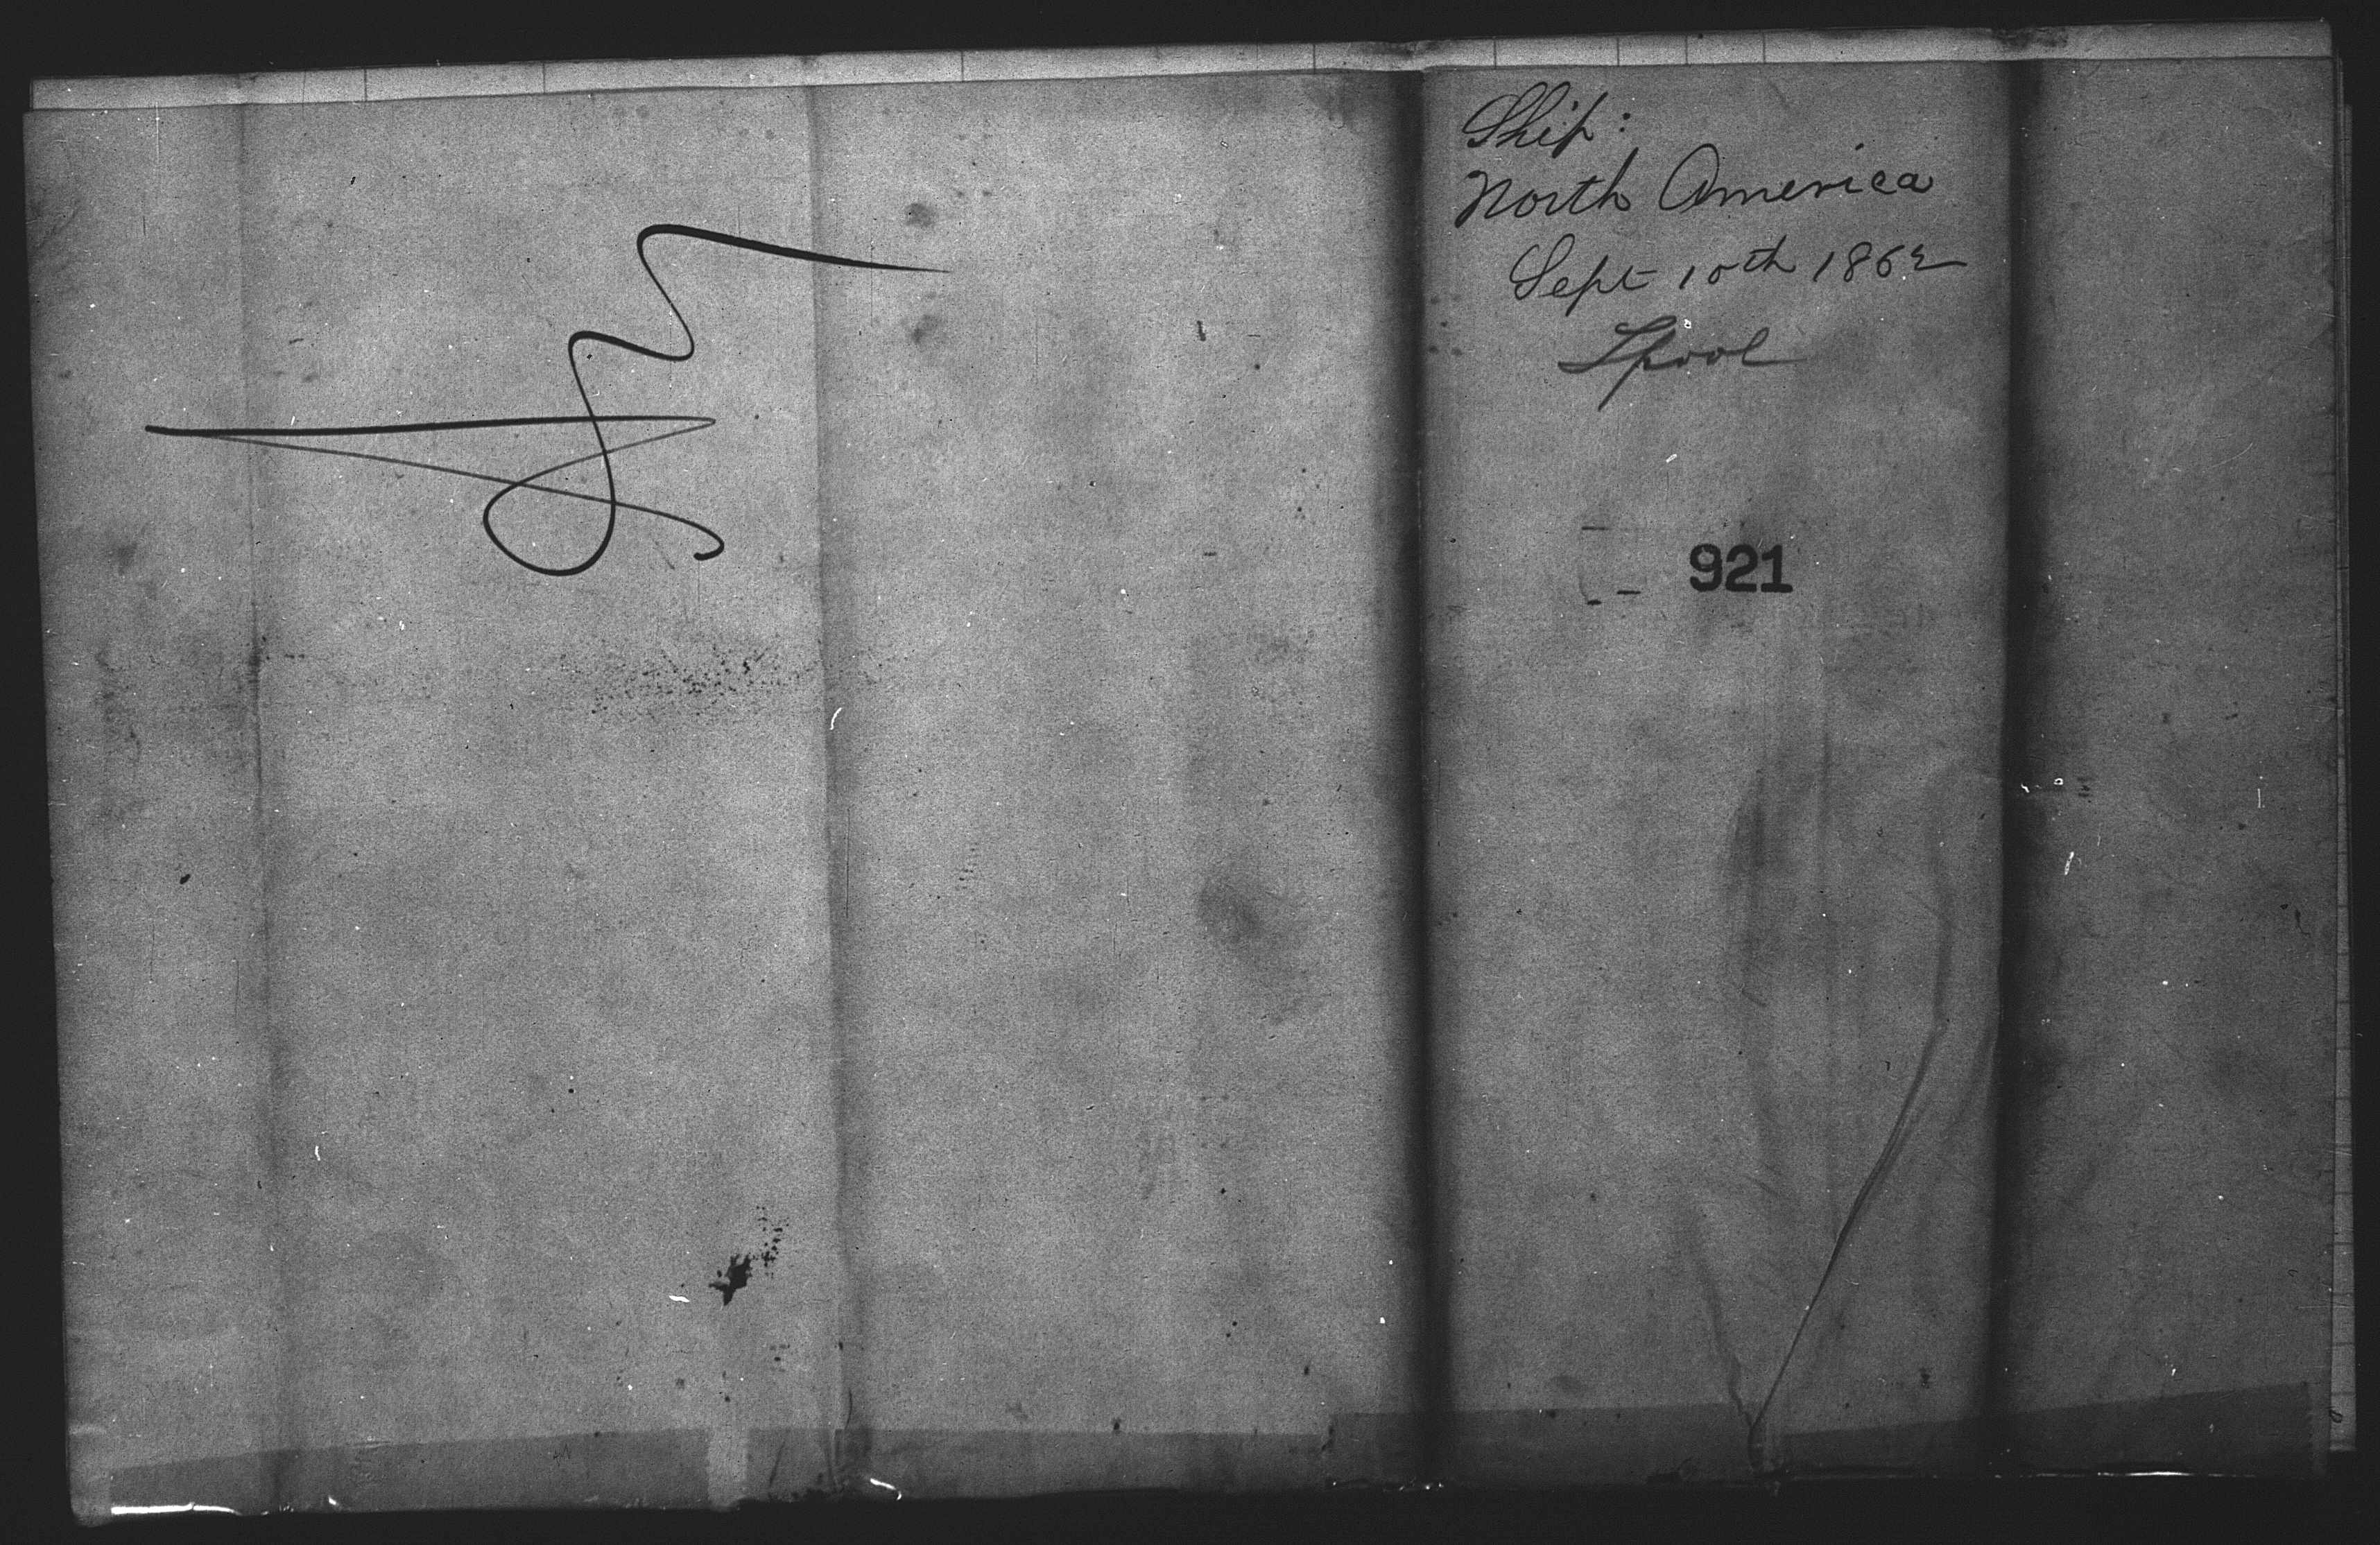 Ship:
North America
Sept 10th 1862
Lpool
921